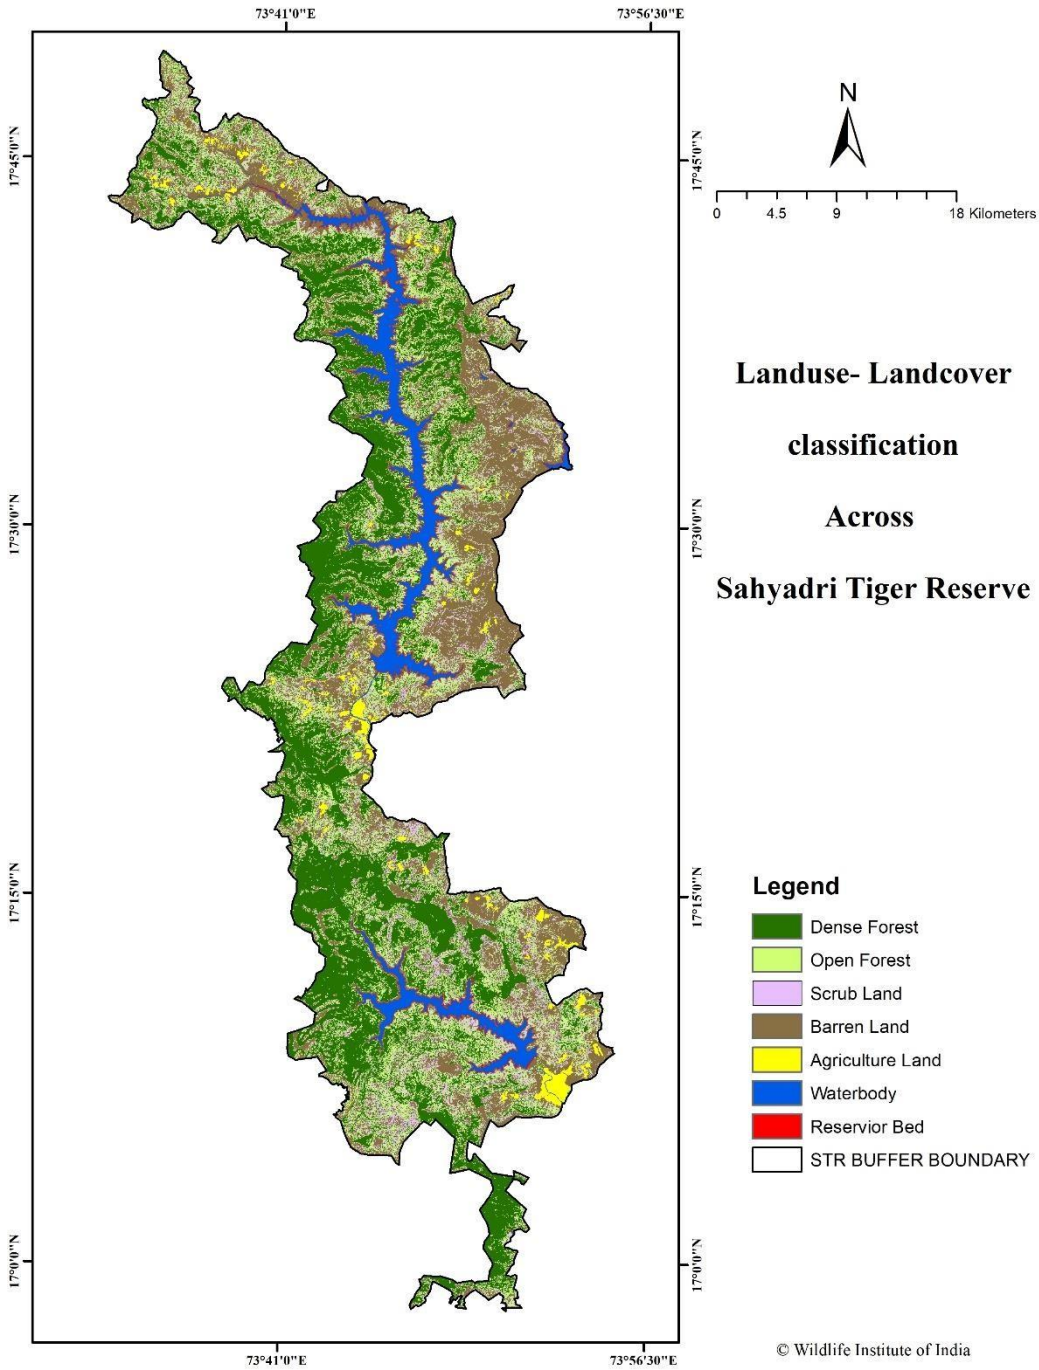 73°41'0"E
73°56'30"E
N
17°45'0"N
17°45'0"N
0 4.5 9 18 Kilometers
Landuse- Landcover
classification
Across
Sahyadri Tiger Reserve
17°30'0"N
17°30'0"N
17°15'0"N
17°15'0"N
Legend
Dense Forest
Open Forest
Scrub Land
Barren Land
Agriculture Land
Waterbody
Reservior Bed
STR BUFFER BOUNDARY
17°0'0"N
17°0'0"N
73°41'0"E
73°56'30"E
© Wildlife Institute of India